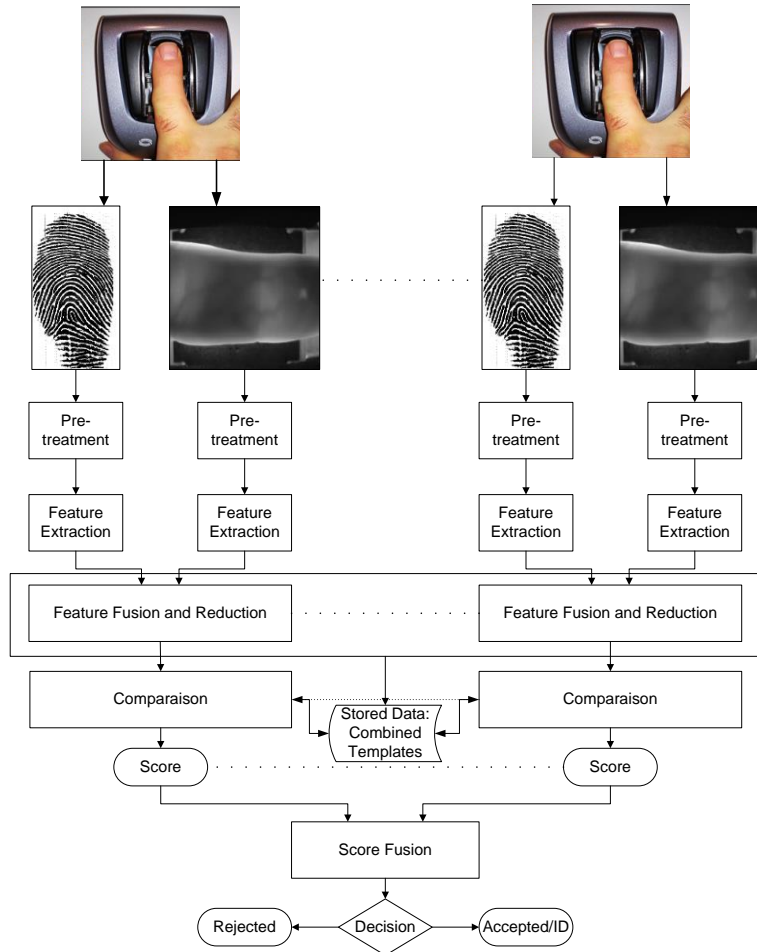 Pre-
treatment
Pre-
treatment
Pre-
treatment
Pre-
treatment
Feature
Extraction
Feature
Extraction
Feature
Extraction
Feature
Extraction
Feature Fusion and Reduction
Feature Fusion and Reduction
Comparaison
Stored Data:
Combined
Templates
Comparaison
Score
Score
Score Fusion
Rejected
Decision
Accepted/ID